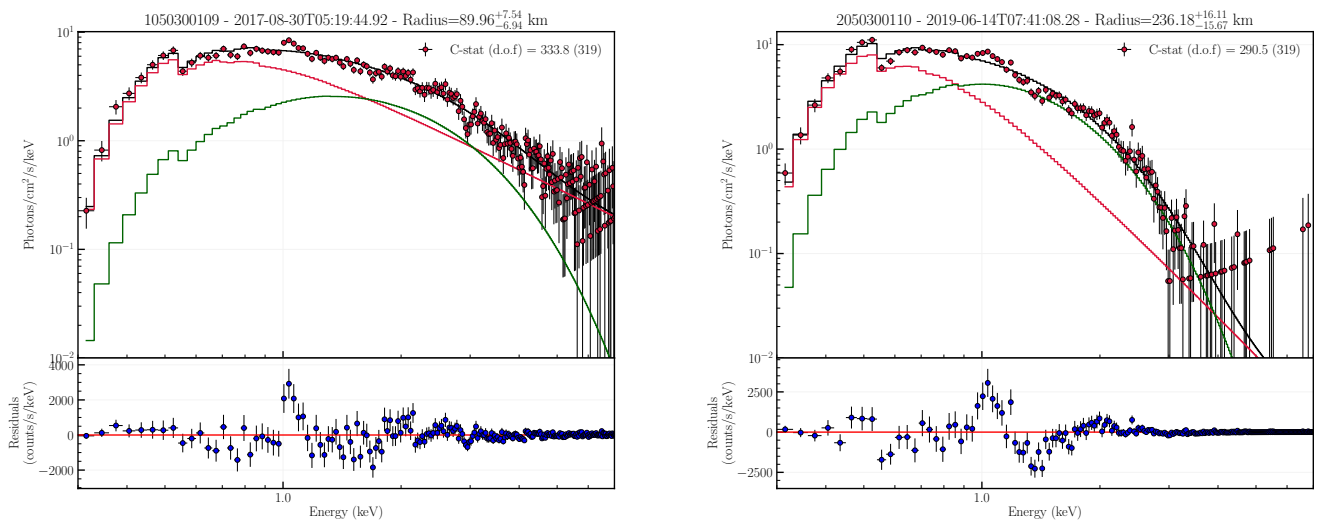 1050300109 - 2017-08-30T05:19:44.92 - Radius=89.96+7.54−6.94 km
C-stat (d.o.f) = 333.8 (319)
Photons/cm2/s/keV
10^1
10^0
10^−1
10^−2
Residuals
(counts/s/keV)
4000
2000
0
−2000
1.0
Energy (keV)
2050300110 - 2019-06-14T07:41:08.28 - Radius=236.18+16.11−15.67 km
C-stat (d.o.f) = 290.5 (319)
Photons/cm2/s/keV
10^1
10^0
10^−1
10^−2
Residuals
(counts/s/keV)
2500
0
−2500
1.0
Energy (keV)